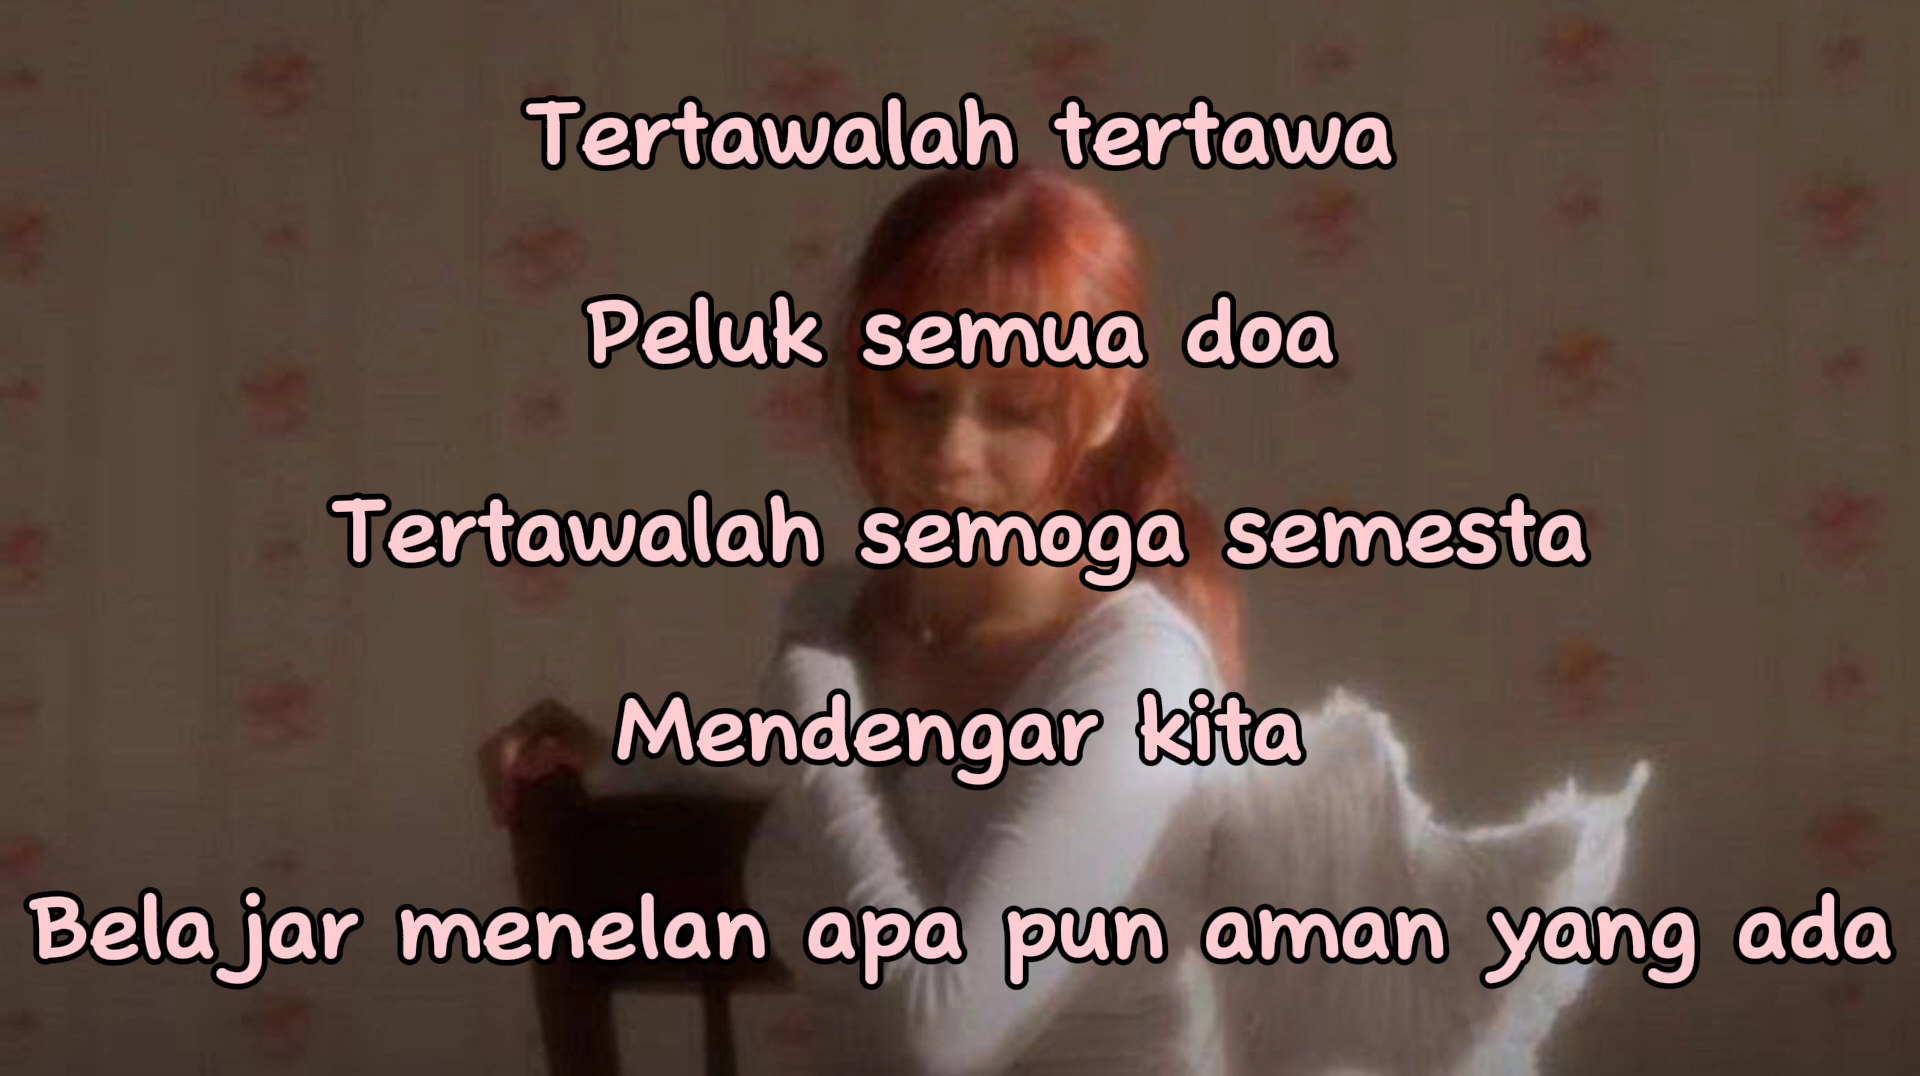 Tertawalah tertawa
Peluk semua doa
Tertawalah semoga semesta
Mendengar kita
Belajar menelan apa pun aman yang ada